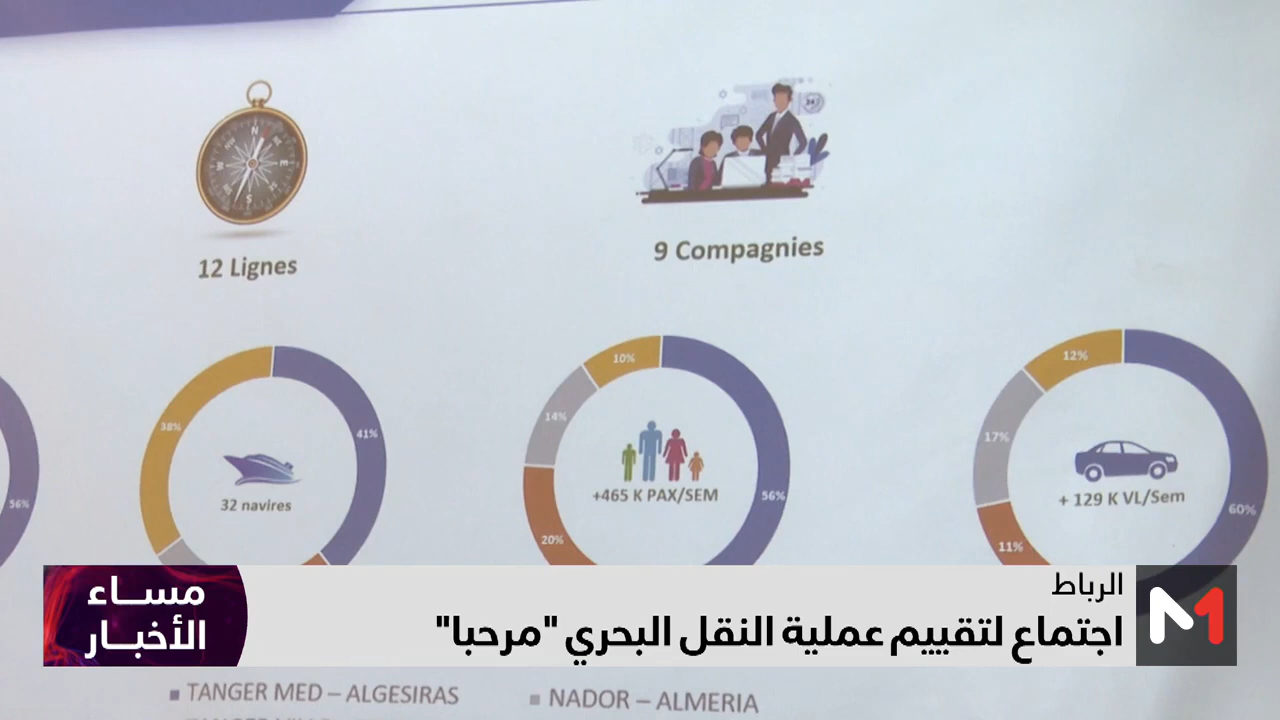 12 Lignes
9 Compagnies
56%
38%
41%
32 navires
10%
14%
20%
56%
+465 K PAX/SEM
12%
17%
11%
60%
+ 129 K VL/Sem
الرباط
اجتماع لتقييم عملية النقل البحري "مرحبا"
مساء
الأخبار
M1
TANGER MED – ALGESIRAS
NADOR – ALMERIA